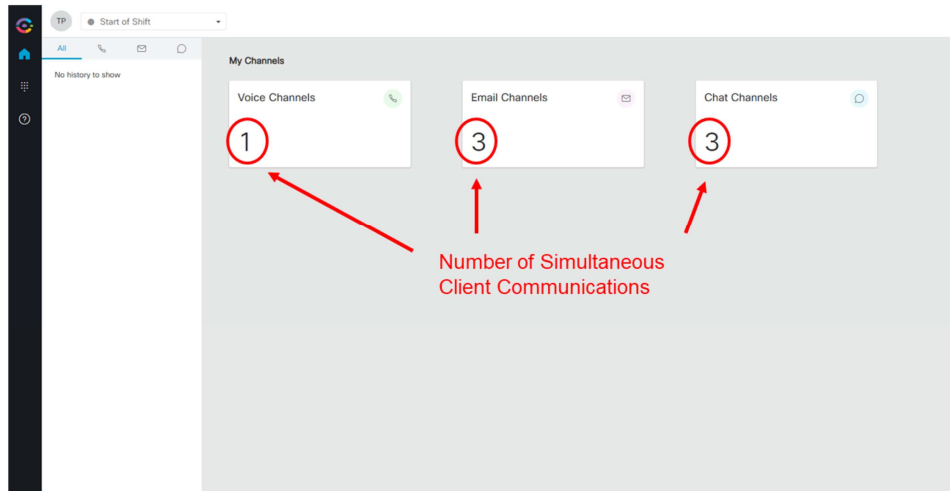 TP
Start of Shift
All
No history to show
My Channels
Voice Channels
1
Email Channels
3
Chat Channels
3
Number of Simultaneous
Client Communications